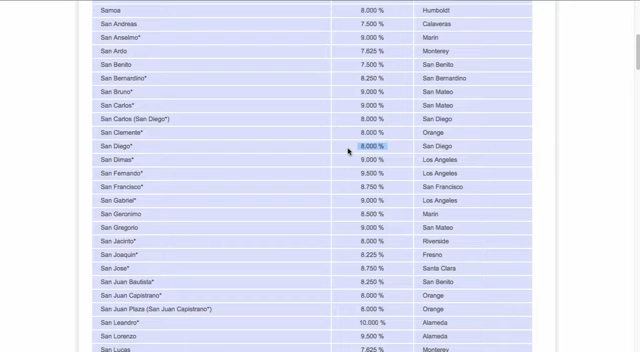 Samoa 8.000 % Humboldt
San Andreas 7.500 % Calaveras
San Anselmo* 9.000 % Marin
San Ardo 7.625 % Monterey
San Benito 7.500 % San Benito
San Bernardino* 8.250 % San Bernardino
San Bruno* 9.000 % San Mateo
San Carlos* 9.000 % San Mateo
San Carlos (San Diego*) 8.000 % San Diego
San Clemente* 8.000 % Orange
San Diego* 8.000 % San Diego
San Dimas* 9.000 % Los Angeles
San Fernando* 9.500 % Los Angeles
San Francisco* 8.750 % San Francisco
San Gabriel* 9.000 % Los Angeles
San Geronimo 8.500 % Marin
San Gregorio 9.000 % San Mateo
San Jacinto* 8.000 % Riverside
San Joaquin* 8.225 % Fresno
San Jose* 8.750 % Santa Clara
San Juan Bautista* 8.250 % San Benito
San Juan Capistrano* 8.000 % Orange
San Juan Plaza (San Juan Capistrano*) 8.000 % Orange
San Leandro* 10.000 % Alameda
San Lorenzo 9.500 % Alameda
San Lucas 7.625 % Monterey